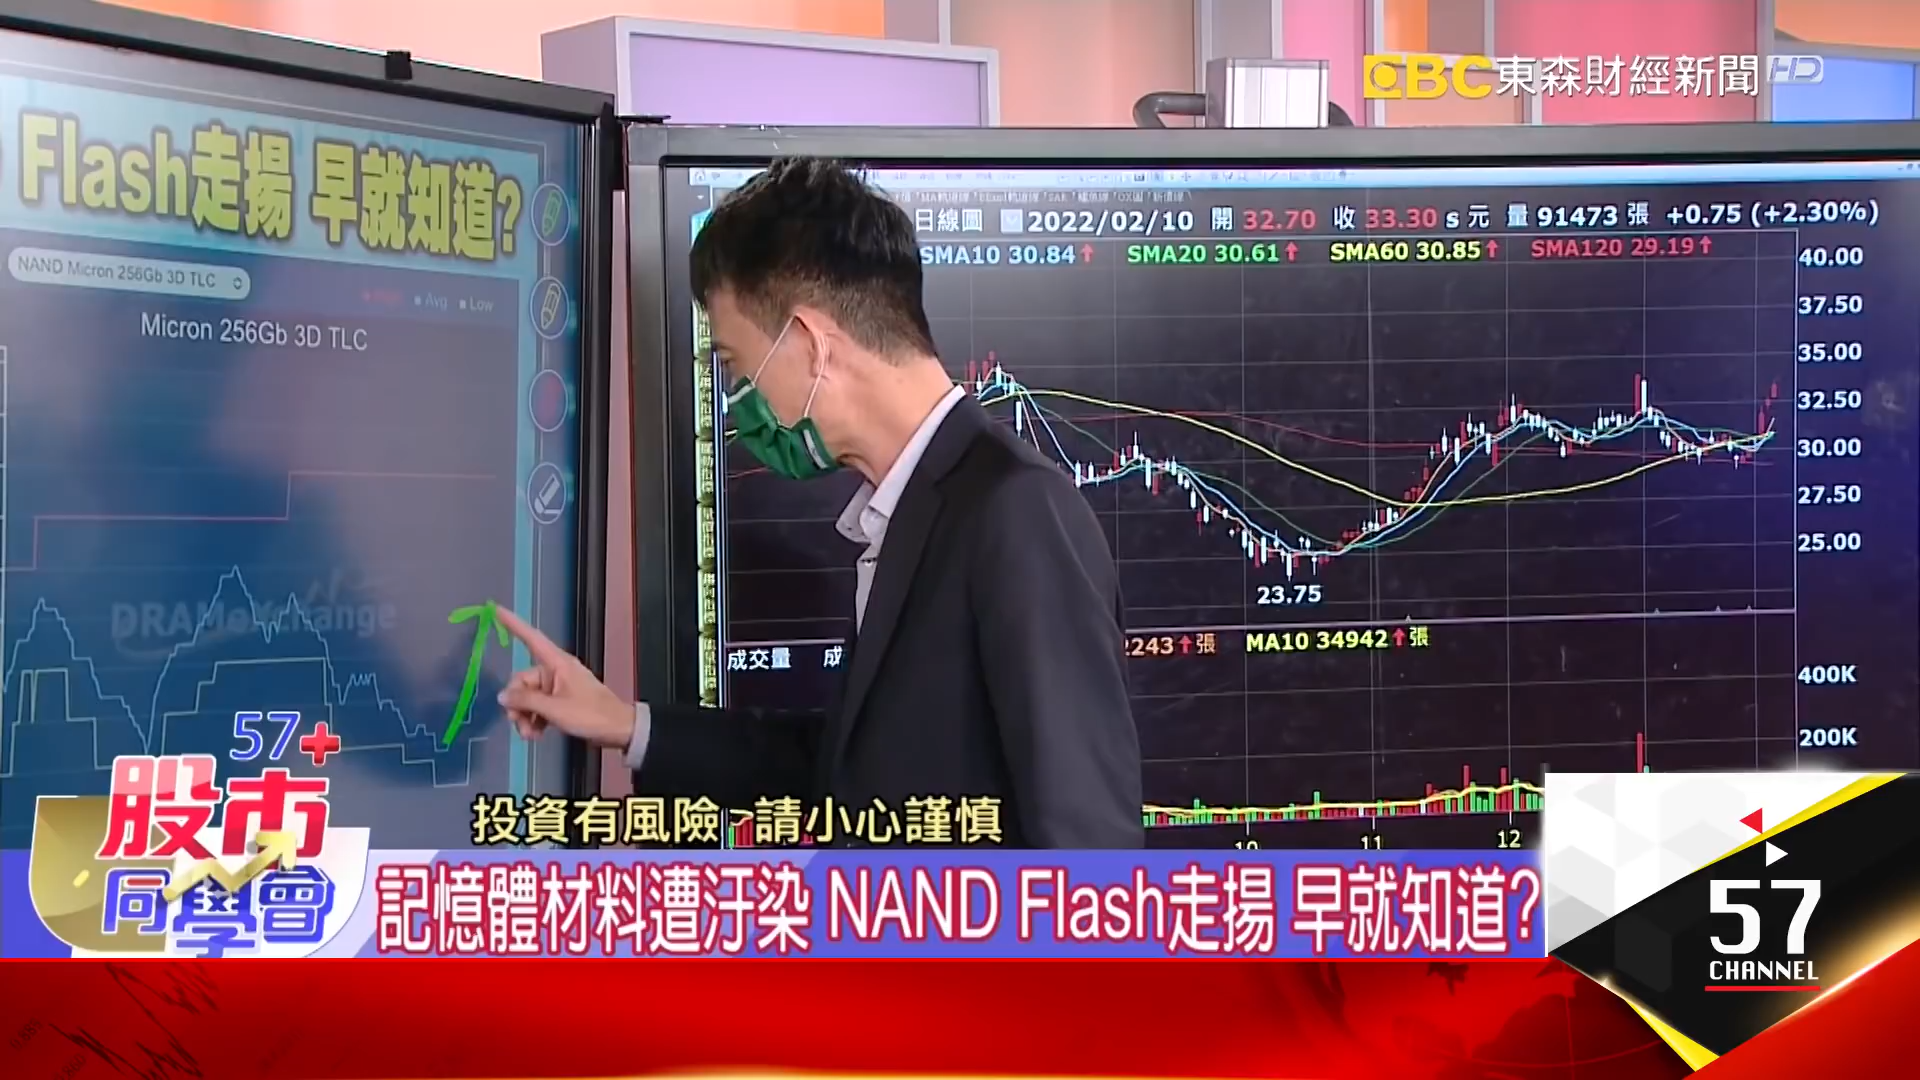 EBC東森財經新聞HD
Flash走揚 早就知道?
NAND Micron 256Gb 3D TLC
Avg Low
Micron 256Gb 3D TLC
DRAMeXchange
日線圖 2022/02/10 開 32.70 收 33.30 s 元 量 91473 張 +0.75 (+2.30%)
SMA10 30.84↑ SMA20 30.61↑ SMA60 30.85↑ SMA120 29.19↑
40.00
37.50
35.00
32.50
30.00
27.50
25.00
23.75
成交量 成
2243↑張 MA10 34942↑張
400K
200K
10 11 12
57+
股市
同學會
投資有風險 請小心謹慎
記憶體材料遭汙染 NAND Flash走揚 早就知道?
57
CHANNEL